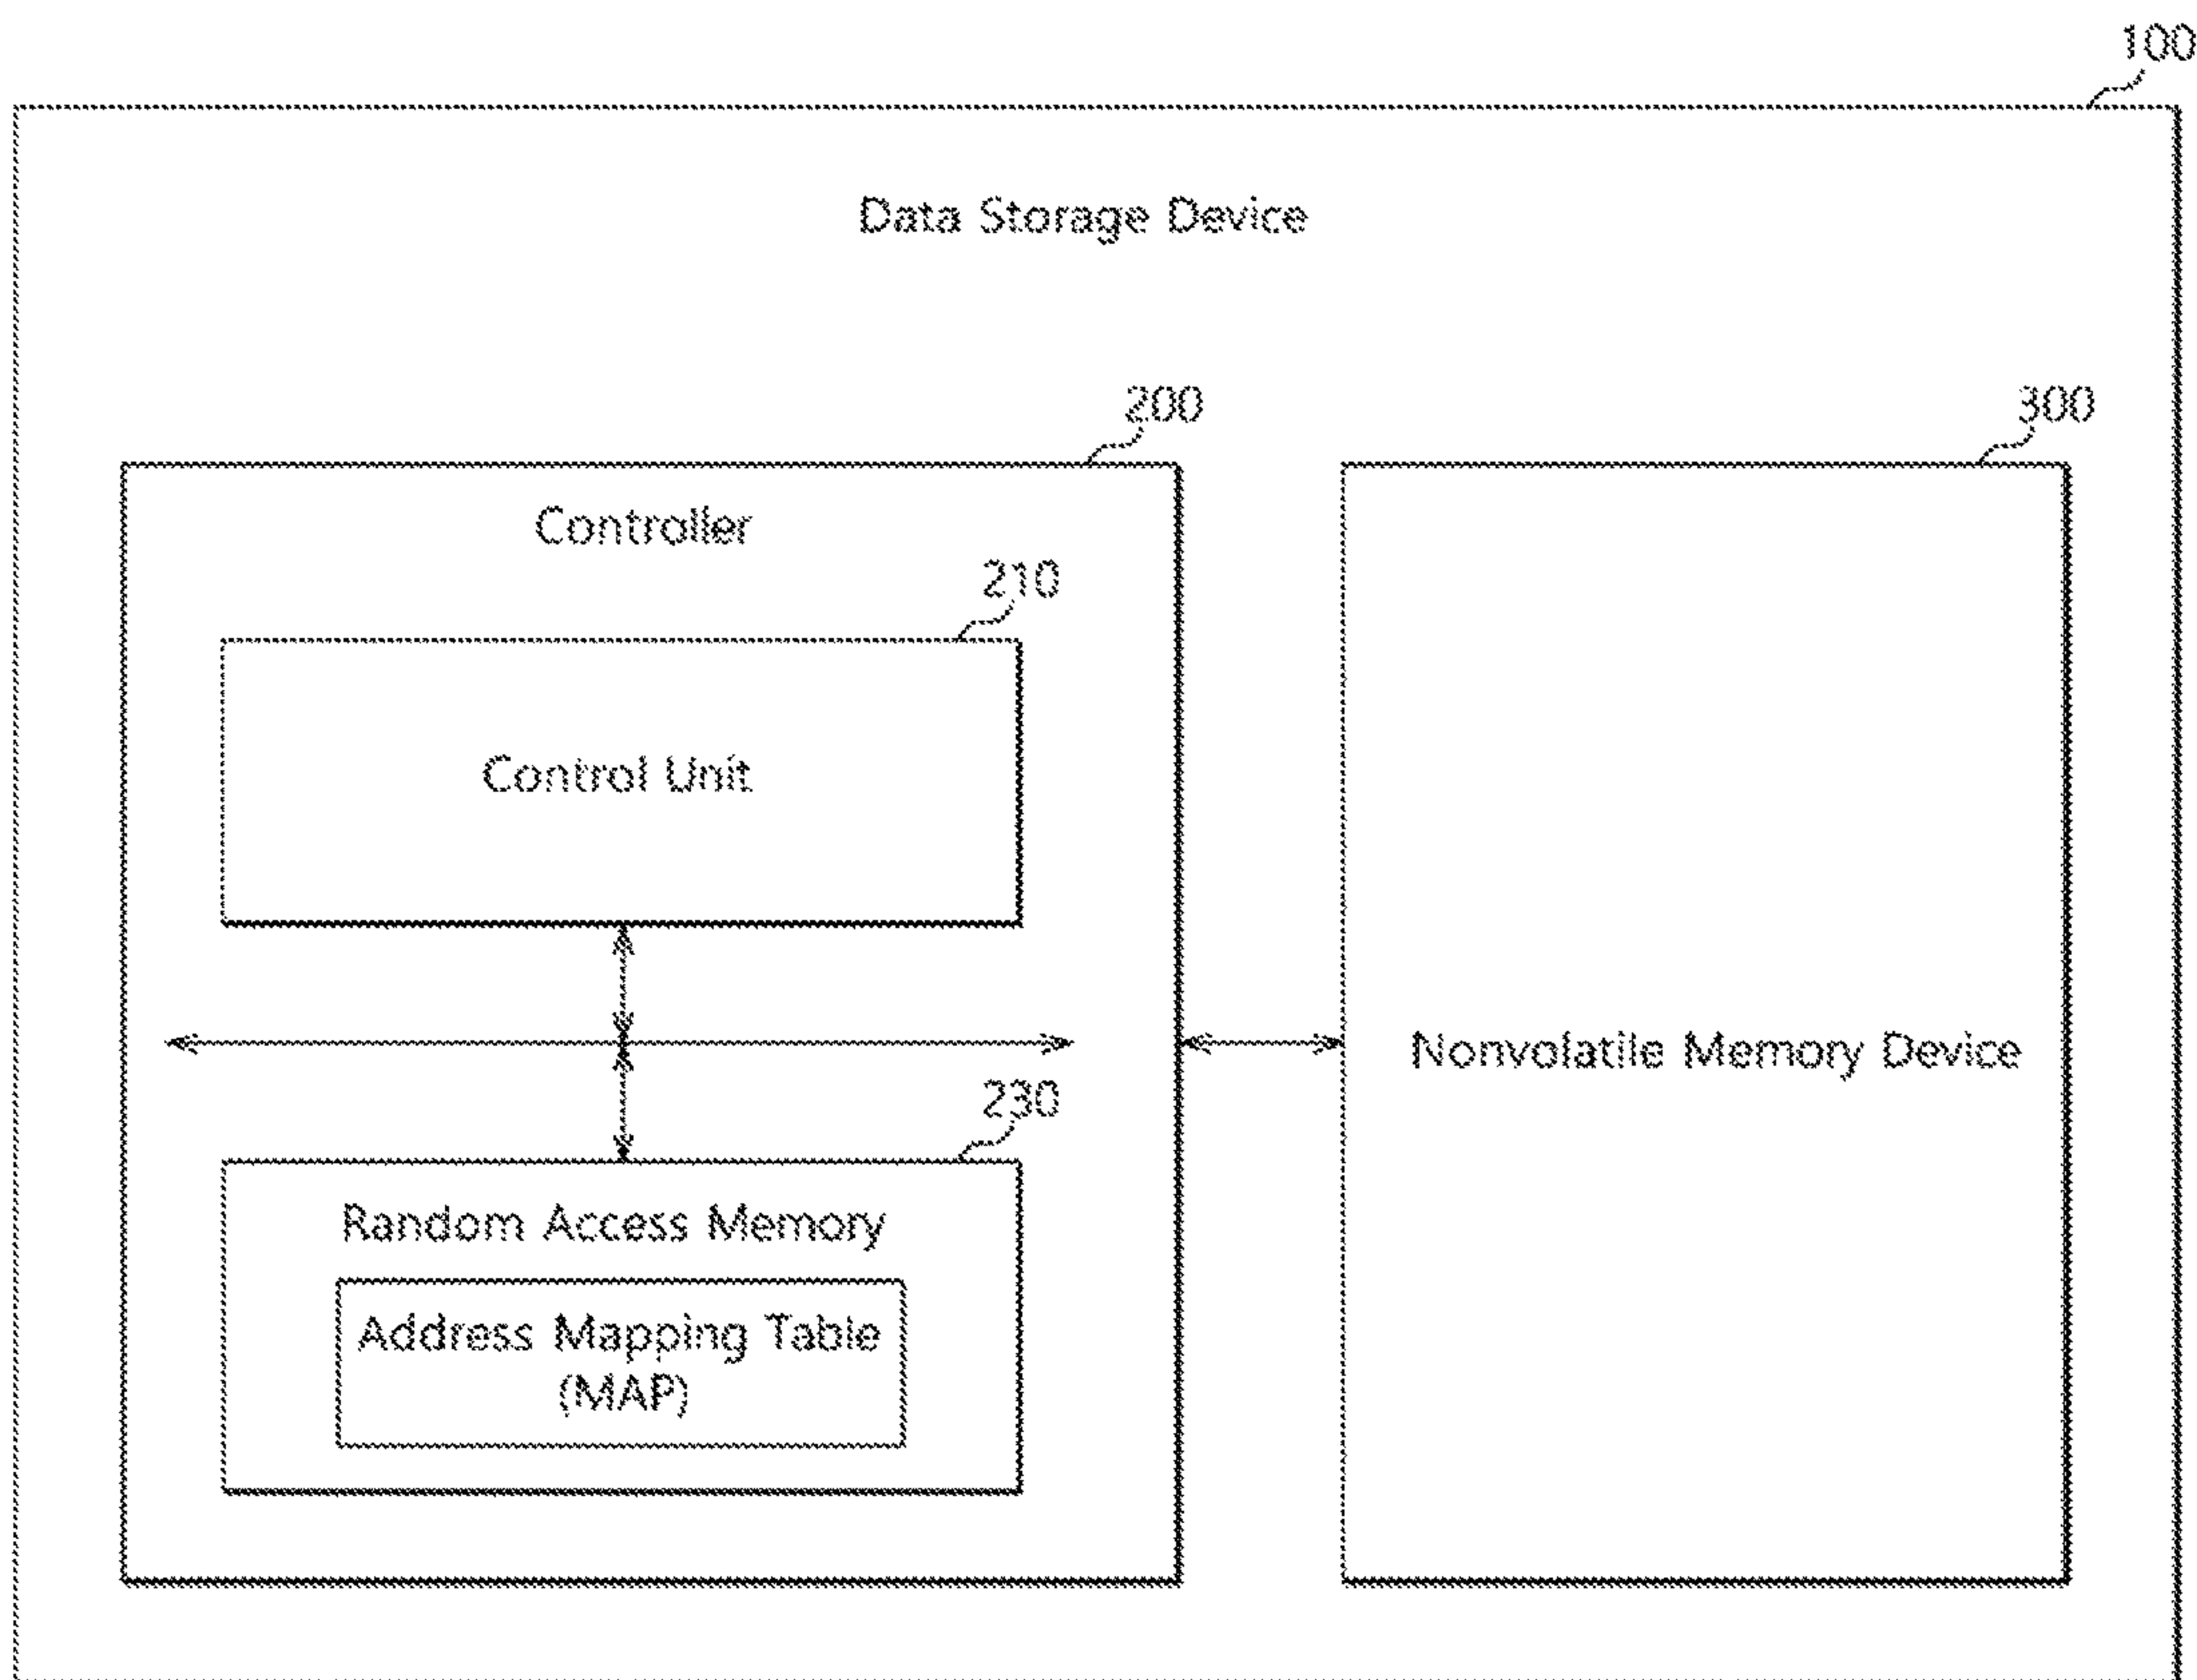 100
Data Storage Device
200
300
Controller
210
Control Unit
Nonvolatile Memory Device
230
Random Access Memory
Address Mapping Table
(MAP)